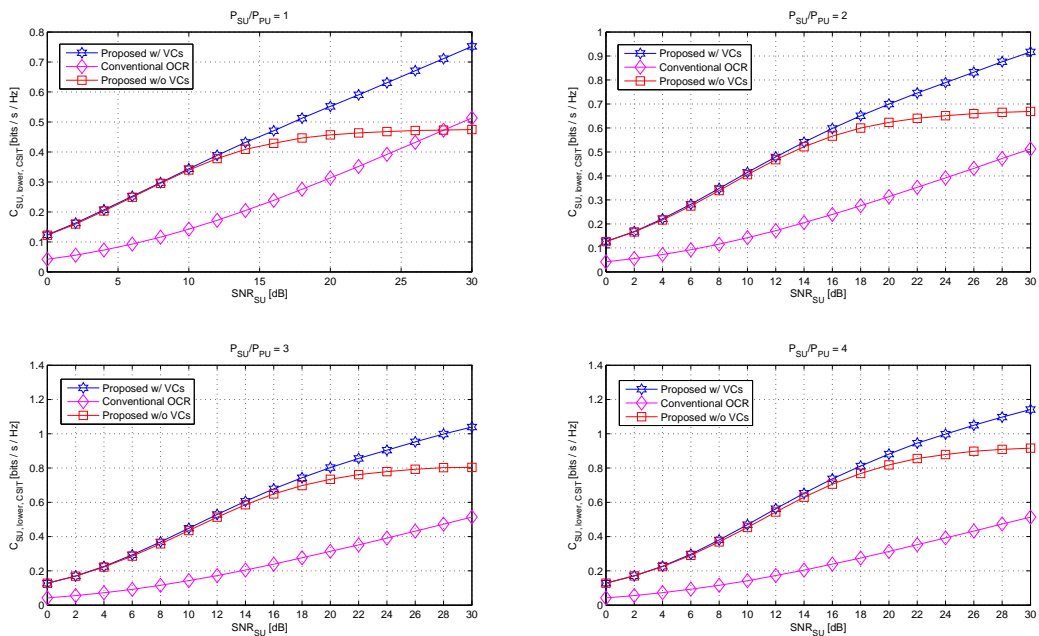 P_SU/P_PU = 1
0.8
0.7
0.6
0.5
0.4
0.3
0.2
0.1
0
C_SU, lower, CSIT [bits / s / Hz]
Proposed w/ VCs
Conventional OCR
Proposed w/o VCs
0 5 10 15 20 25 30
SNR_SU [dB]
P_SU/P_PU = 2
1
0.9
0.8
0.7
0.6
0.5
0.4
0.3
0.2
0.1
0
C_SU, lower, CSIT [bits / s / Hz]
Proposed w/ VCs
Conventional OCR
Proposed w/o VCs
0 2 4 6 8 10 12 14 16 18 20 22 24 26 28 30
SNR_SU [dB]
P_SU/P_PU = 3
1.4
1.2
1
0.8
0.6
0.4
0.2
0
C_SU, lower, CSIT [bits / s / Hz]
Proposed w/ VCs
Conventional OCR
Proposed w/o VCs
0 2 4 6 8 10 12 14 16 18 20 22 24 26 28 30
SNR_SU [dB]
P_SU/P_PU = 4
1.4
1.2
1
0.8
0.6
0.4
0.2
0
C_SU, lower, CSIT [bits / s / Hz]
Proposed w/ VCs
Conventional OCR
Proposed w/o VCs
0 2 4 6 8 10 12 14 16 18 20 22 24 26 28 30
SNR_SU [dB]